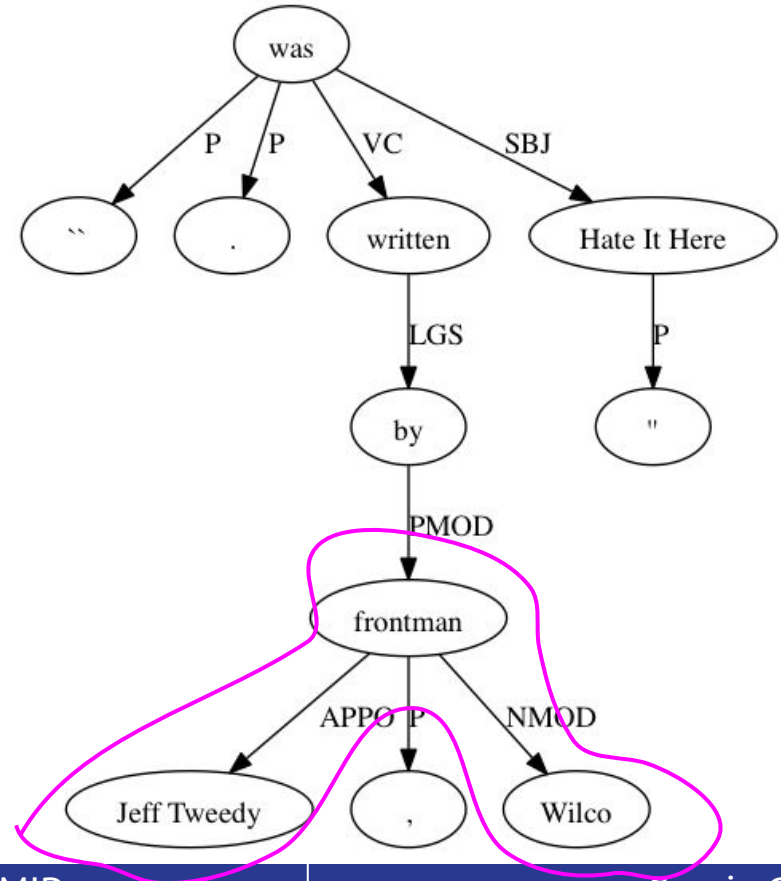 was
P P VC SBJ
`` . written Hate It Here
LGS P
by "
PMOD
frontman
APPO P NMOD
Jeff Tweedy , Wilco